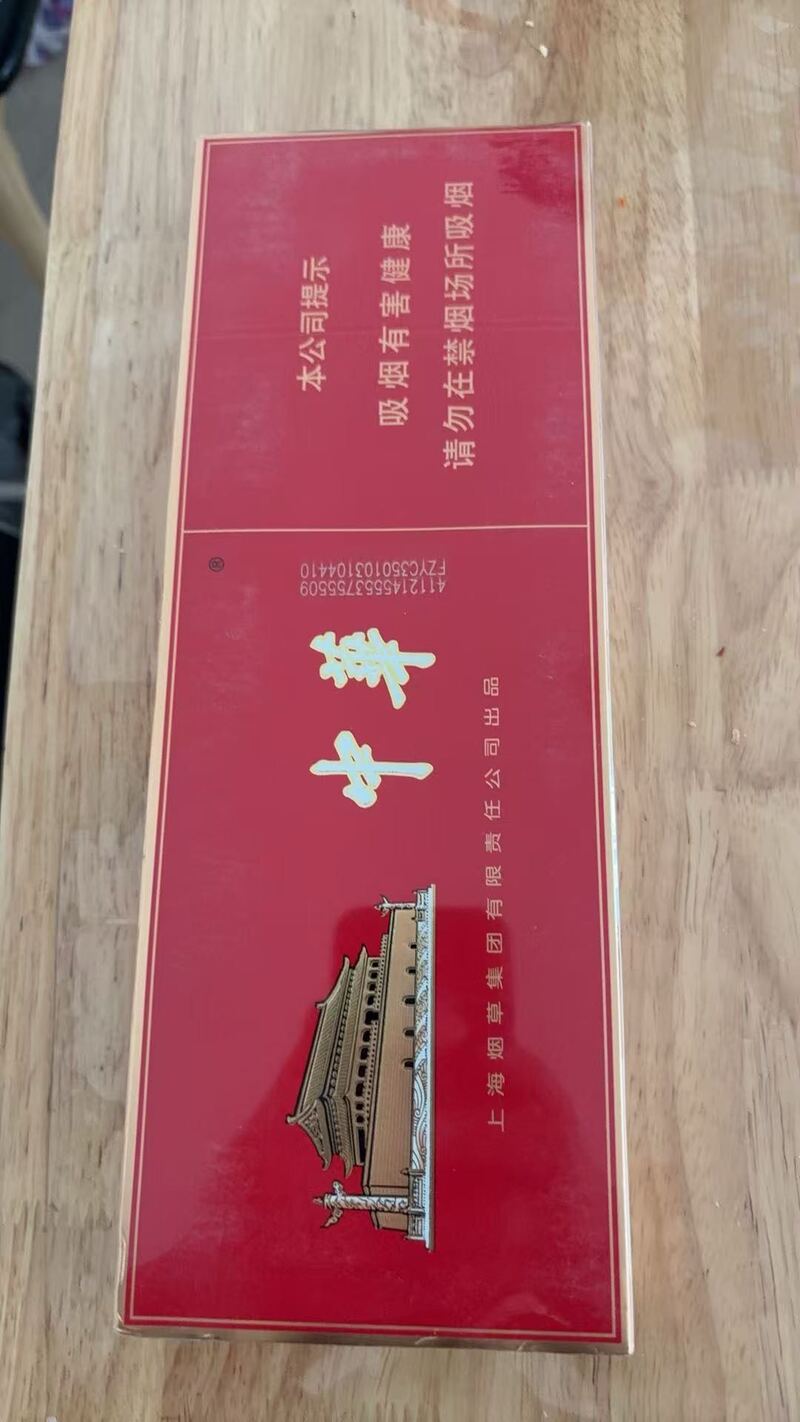 中華
®
4112145553755509
FZYC350103104410
上海烟草集团有限责任公司出品
本公司提示
吸烟有害健康
请勿在禁烟场所吸烟